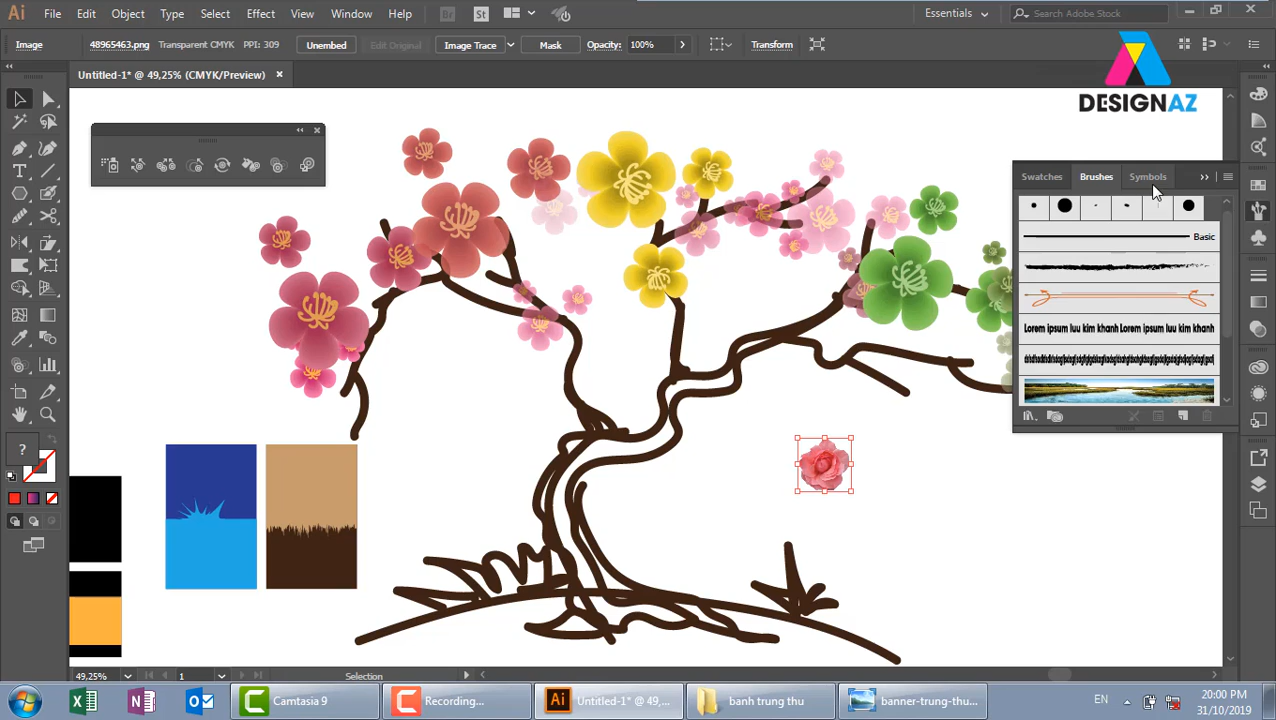 Ai File Edit Object Type Select Effect View Window Help Br St Essentials Search Adobe Stock
Image 48965463.png Transparent CMYK PPI: 309 Unembed Edit Original Image Trace Mask Opacity: 100% Transform
Untitled-1* @ 49,25% (CMYK/Preview)
DESIGNAZ
Swatches Brushes Symbols
Basic
Lorem ipsum luu kim khanh Lorem ipsum luu kim khanh
?
49,25% 1 Selection
Camtasia 9 Recording... Ai Untitled-1* @ 49,... banh trung thu banner-trung-thu... EN 20:00 PM
31/10/2019